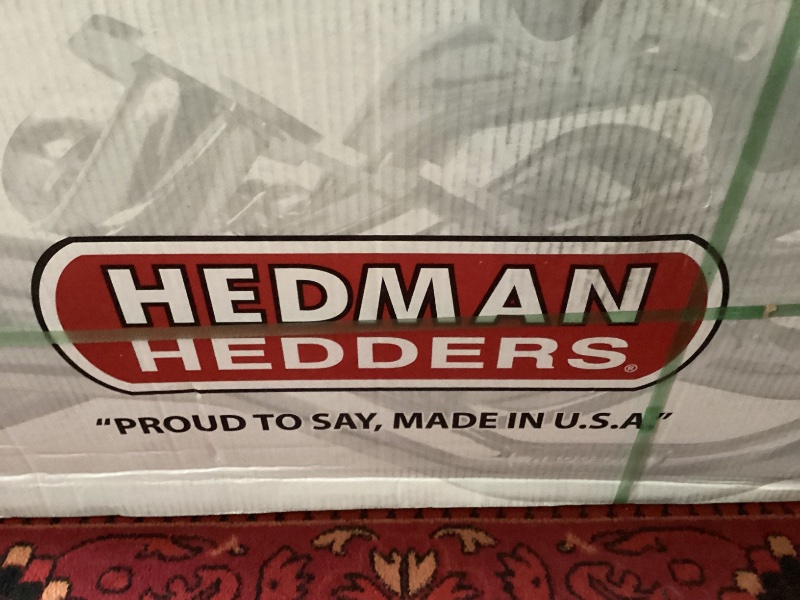 HEDMAN
HEDDERS®
“PROUD TO SAY, MADE IN U.S.A.”